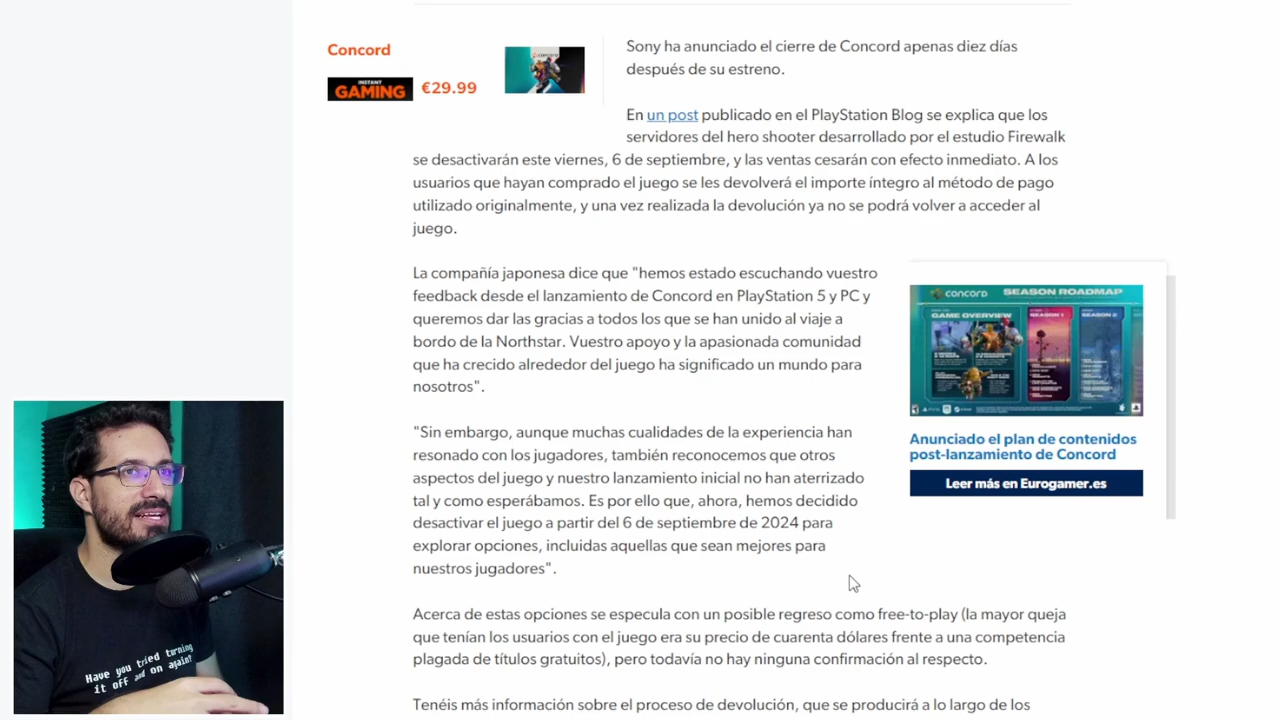 Concord
INSTANT
GAMING
€29.99
Sony ha anunciado el cierre de Concord apenas diez días
después de su estreno.
En un post publicado en el PlayStation Blog se explica que los
servidores del hero shooter desarrollado por el estudio Firewalk
se desactivarán este viernes, 6 de septiembre, y las ventas cesarán con efecto inmediato. A los
usuarios que hayan comprado el juego se les devolverá el importe íntegro al método de pago
utilizado originalmente, y una vez realizada la devolución ya no se podrá volver a acceder al
juego.
La compañía japonesa dice que "hemos estado escuchando vuestro
feedback desde el lanzamiento de Concord en PlayStation 5 y PC y
queremos dar las gracias a todos los que se han unido al viaje a
bordo de la Northstar. Vuestro apoyo y la apasionada comunidad
que ha crecido alrededor del juego ha significado un mundo para
nosotros".
"Sin embargo, aunque muchas cualidades de la experiencia han
resonado con los jugadores, también reconocemos que otros
aspectos del juego y nuestro lanzamiento inicial no han aterrizado
tal y como esperábamos. Es por ello que, ahora, hemos decidido
desactivar el juego a partir del 6 de septiembre de 2024 para
explorar opciones, incluidas aquellas que sean mejores para
nuestros jugadores".
CONCORD SEASON ROADMAP
GAME OVERVIEW
SEASON 1
SEASON 2
Anunciado el plan de contenidos
post-lanzamiento de Concord
Leer más en Eurogamer.es
Acerca de estas opciones se especula con un posible regreso como free-to-play (la mayor queja
que tenían los usuarios con el juego era su precio de cuarenta dólares frente a una competencia
plagada de títulos gratuitos), pero todavía no hay ninguna confirmación al respecto.
Tenéis más información sobre el proceso de devolución, que se producirá a lo largo de los
Have you tried turning
it off and on again?